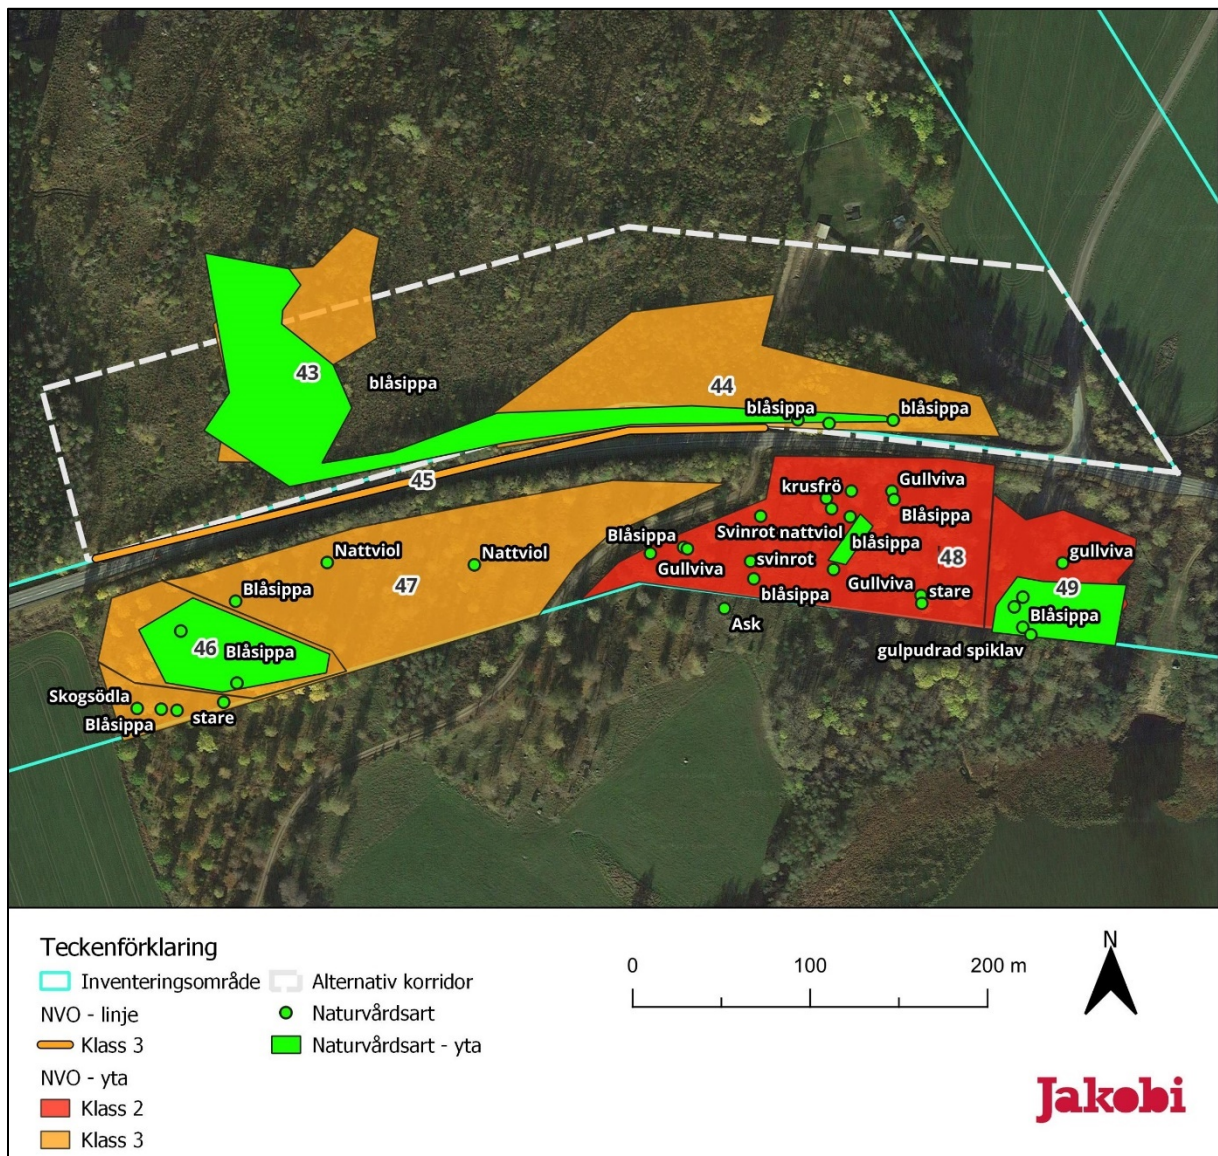 43
blåsippa
44
blåsippa
blåsippa
45
krusfrö
Gullviva
Blåsippa
Svinrot nattviol
Blåsippa
blåsippa
Nattviol
Nattviol
47
Gullviva
svinrot
48
gullviva
Gullviva
stare
49
blåsippa
Blåsippa
Ask
Blåsippa
46
Blåsippa
gulpudrad spiklav
Skogsödla
Blåsippa
stare
Teckenförklaring
Inventeringsområde
Alternativ korridor
NVO - linje
Naturvårdsart
Klass 3
Naturvårdsart - yta
NVO - yta
Klass 2
Klass 3
0 100 200 m
N
Jakobi